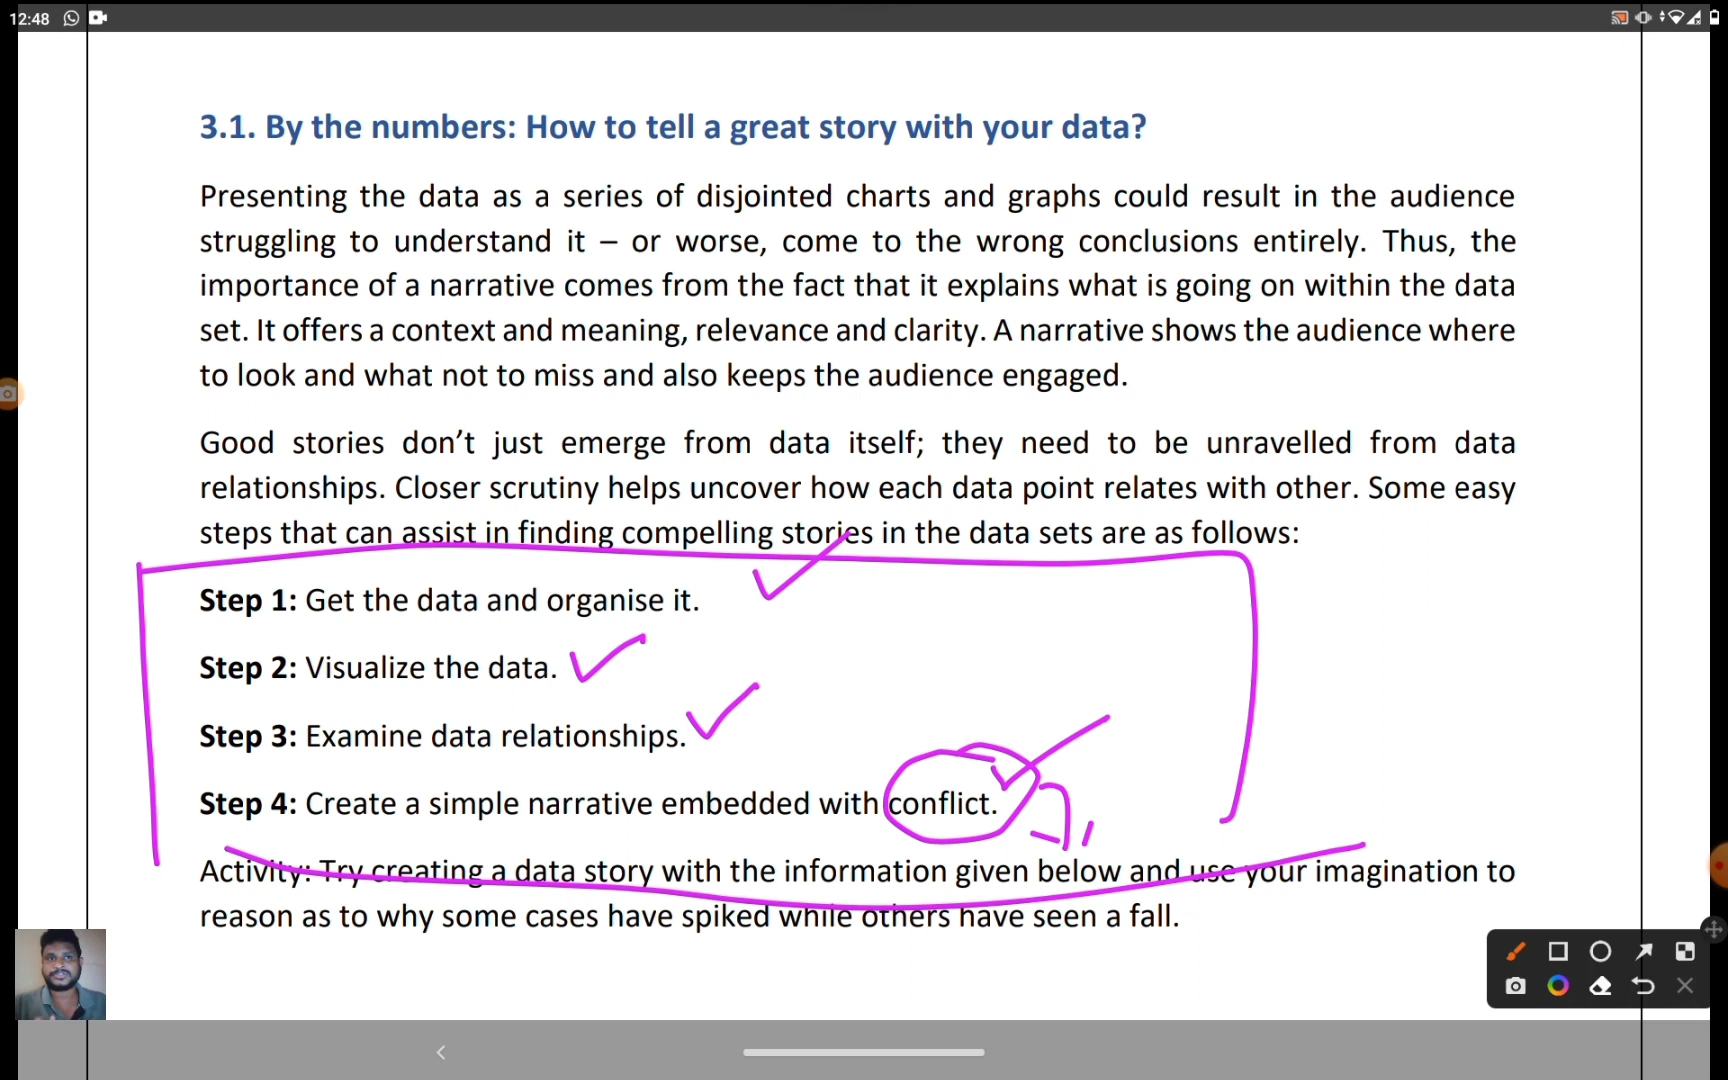 12:48
3.1. By the numbers: How to tell a great story with your data?
Presenting the data as a series of disjointed charts and graphs could result in the audience
struggling to understand it – or worse, come to the wrong conclusions entirely. Thus, the
importance of a narrative comes from the fact that it explains what is going on within the data
set. It offers a context and meaning, relevance and clarity. A narrative shows the audience where
to look and what not to miss and also keeps the audience engaged.
Good stories don’t just emerge from data itself; they need to be unravelled from data
relationships. Closer scrutiny helps uncover how each data point relates with other. Some easy
steps that can assist in finding compelling stories in the data sets are as follows:
Step 1: Get the data and organise it.
Step 2: Visualize the data.
Step 3: Examine data relationships.
Step 4: Create a simple narrative embedded with conflict.
Activity: Try creating a data story with the information given below and use your imagination to
reason as to why some cases have spiked while others have seen a fall.